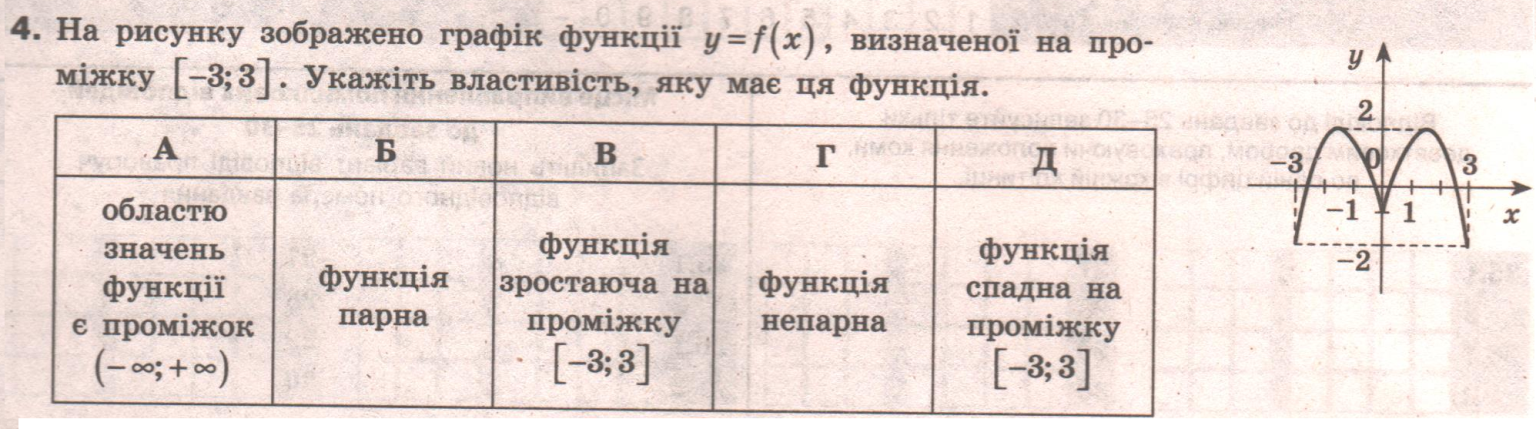 4. На рисунку зображено графік функції y=f(x), визначеної на про-
міжку [−3; 3]. Укажіть властивість, яку має ця функція.
А Б В Г Д
областю
значень
функції
є проміжок
(−∞; +∞)
функція
парна
функція
зростаюча на
проміжку
[−3; 3]
функція
непарна
функція
спадна на
проміжку
[−3; 3]
y
2
−3 0 3
−1 1 x
−2